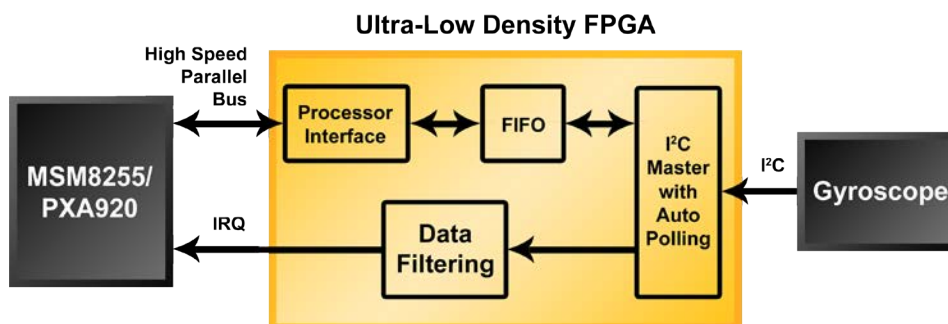 Ultra-Low Density FPGA
High Speed
Parallel
Bus
MSM8255/
PXA920
Processor
Interface
FIFO
I²C
Master
with
Auto
Polling
I²C
Gyroscope
IRQ
Data
Filtering